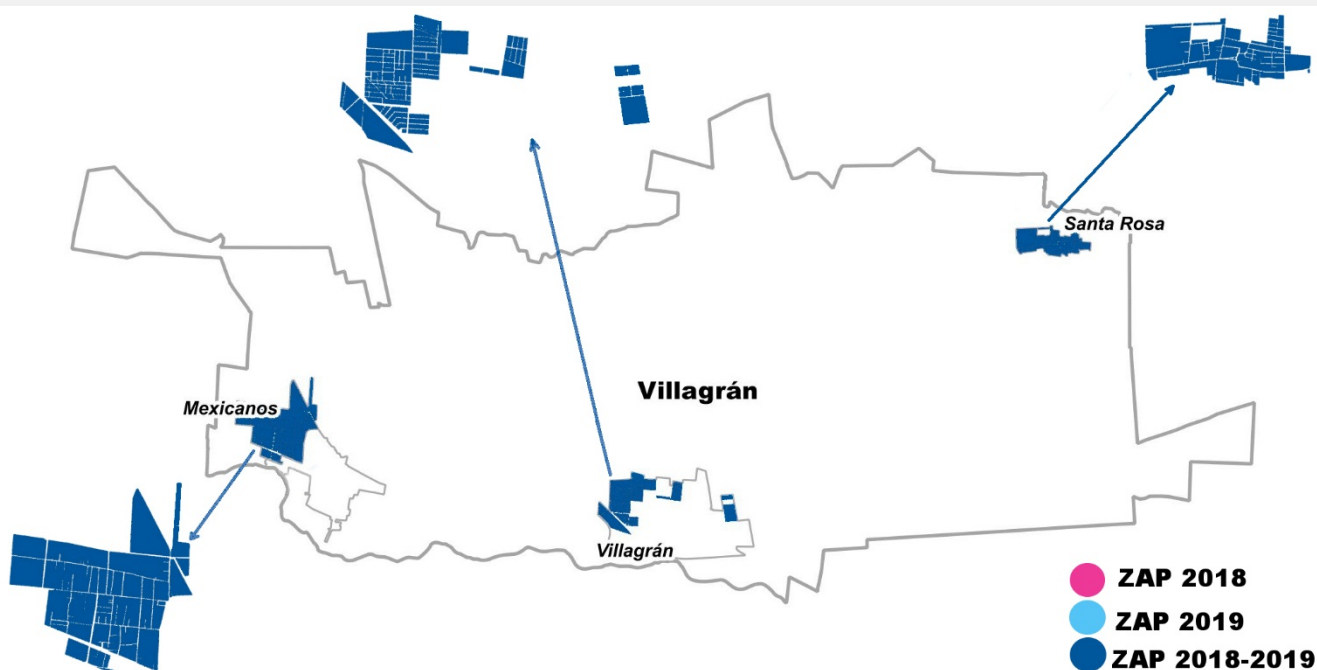 Santa Rosa
Villagrán
Mexicanos
Villagrán
ZAP 2018
ZAP 2019
ZAP 2018-2019